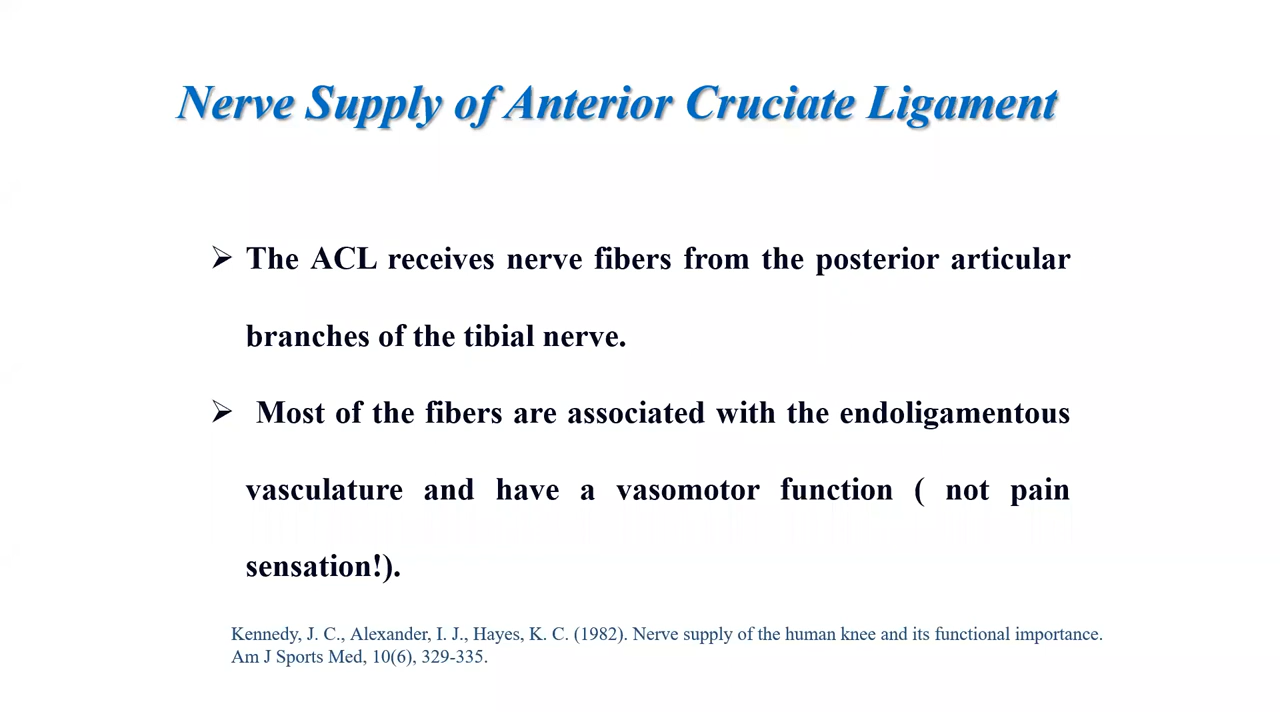 Nerve Supply of Anterior Cruciate Ligament
➢ The ACL receives nerve fibers from the posterior articular
branches of the tibial nerve.
➢ Most of the fibers are associated with the endoligamentous
vasculature and have a vasomotor function ( not pain
sensation!).
Kennedy, J. C., Alexander, I. J., Hayes, K. C. (1982). Nerve supply of the human knee and its functional importance.
Am J Sports Med, 10(6), 329-335.